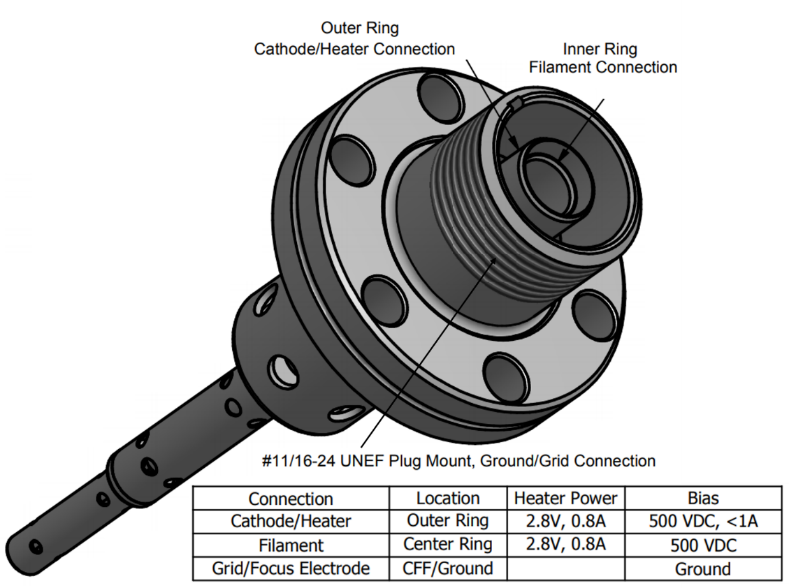 Outer Ring
Cathode/Heater Connection
Inner Ring
Filament Connection
#11/16-24 UNEF Plug Mount, Ground/Grid Connection
Connection Location Heater Power Bias
Cathode/Heater Outer Ring 2.8V, 0.8A 500 VDC, <1A
Filament Center Ring 2.8V, 0.8A 500 VDC
Grid/Focus Electrode CFF/Ground Ground